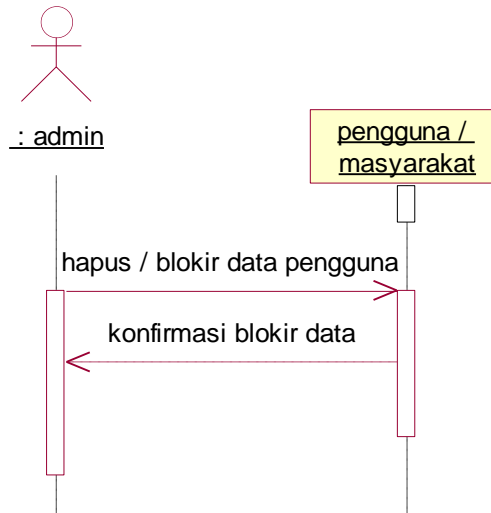 : admin
pengguna /
masyarakat
hapus / blokir data pengguna
konfirmasi blokir data